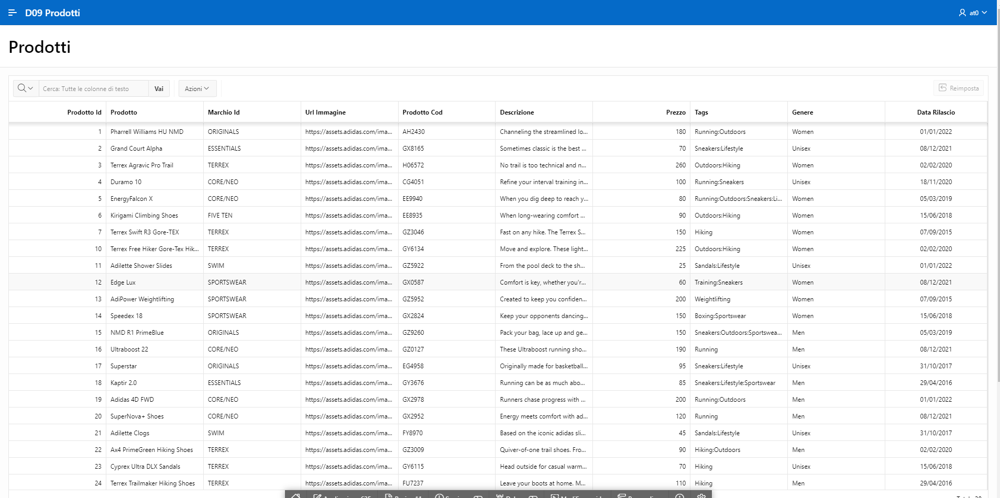 D09 Prodotti
at0
Prodotti
Cerca: Tutte le colonne di testo Vai Azioni Reimposta
Prodotto Id Prodotto Marchio Id Url Immagine Prodotto Cod Descrizione Prezzo Tags Genere Data Rilascio
1 Pharrell Williams HU NMD ORIGINALS https://assets.adidas.com/ima... AH2430 Channeling the streamlined lo... 180 Running:Outdoors Women 01/01/2022
2 Grand Court Alpha ESSENTIALS https://assets.adidas.com/ima... GX8165 Sometimes classic is the best ... 70 Sneakers:Lifestyle Unisex 08/12/2021
3 Terrex Agravic Pro Trail TERREX https://assets.adidas.com/ima... H06572 No trail is too technical and n... 260 Outdoors:Hiking Women 02/02/2020
4 Duramo 10 CORE/NEO https://assets.adidas.com/ima... CG4051 Refine your interval training in... 100 Running:Sneakers Unisex 18/11/2020
5 EnergyFalcon X CORE/NEO https://assets.adidas.com/ima... EE9940 When you dig deep to reach y... 80 Running:Outdoors:Sneakers:Li... Women 05/03/2019
6 Kirigami Climbing Shoes FIVE TEN https://assets.adidas.com/ima... EE8935 When long-wearing comfort ... 90 Outdoors:Hiking Women 15/06/2018
7 Terrex Swift R3 Gore-TEX TERREX https://assets.adidas.com/ima... GZ3046 Fast on any hike. The Terrex S... 150 Hiking Women 07/09/2015
10 Terrex Free Hiker Gore-Tex Hik... TERREX https://assets.adidas.com/ima... GY6134 Move and explore. These light... 225 Outdoors:Hiking Women 02/02/2020
11 Adilette Shower Slides SWIM https://assets.adidas.com/ima... GZ5922 From the pool deck to the sh... 25 Sandals:Lifestyle Unisex 01/01/2022
12 Edge Lux SPORTSWEAR https://assets.adidas.com/ima... GX0587 Comfort is key, whether you'r... 60 Training:Sneakers Women 08/12/2021
13 AdiPower Weightlifting SPORTSWEAR https://assets.adidas.com/ima... GZ5952 Created to keep you confiden... 200 Weightlifting Women 07/09/2015
14 Speedex 18 SPORTSWEAR https://assets.adidas.com/ima... GX2824 Keep your opponents dancing... 150 Boxing:Sportswear Women 15/06/2018
15 NMD R1 PrimeBlue ORIGINALS https://assets.adidas.com/ima... GZ9260 Pack your bag, lace up and ge... 150 Sneakers:Outdoors:Sportswea... Men 05/03/2019
16 Ultraboost 22 CORE/NEO https://assets.adidas.com/ima... GZ0127 These Ultraboost running sho... 190 Running Men 08/12/2021
17 Superstar ORIGINALS https://assets.adidas.com/ima... EG4958 Originally made for basketball... 95 Sneakers:Lifestyle Unisex 31/10/2017
18 Kaptir 2.0 ESSENTIALS https://assets.adidas.com/ima... GY3676 Running can be as much abo... 85 Sneakers:Lifestyle:Sportswear Men 29/04/2016
19 Adidas 4D FWD CORE/NEO https://assets.adidas.com/ima... GX2978 Runners chase progress with ... 200 Running:Outdoors Men 01/01/2022
20 SuperNova+ Shoes CORE/NEO https://assets.adidas.com/ima... GX2952 Energy meets comfort with ad... 120 Running Men 08/12/2021
21 Adilette Clogs SWIM https://assets.adidas.com/ima... FY8970 Based on the iconic adidas sli... 45 Sandals:Lifestyle Unisex 31/10/2017
22 Ax4 PrimeGreen Hiking Shoes TERREX https://assets.adidas.com/ima... GZ3009 Quiver-of-one trail shoes. Fro... 90 Hiking:Outdoors Men 02/02/2020
23 Cyprex Ultra DLX Sandals TERREX https://assets.adidas.com/ima... GY6115 Head outside for casual warm... 70 Hiking Unisex 15/06/2018
24 Terrex Trailmaker Hiking Shoes TERREX https://assets.adidas.com/ima... FU7237 Leave your boots at home. M... 110 Hiking Men 29/04/2016